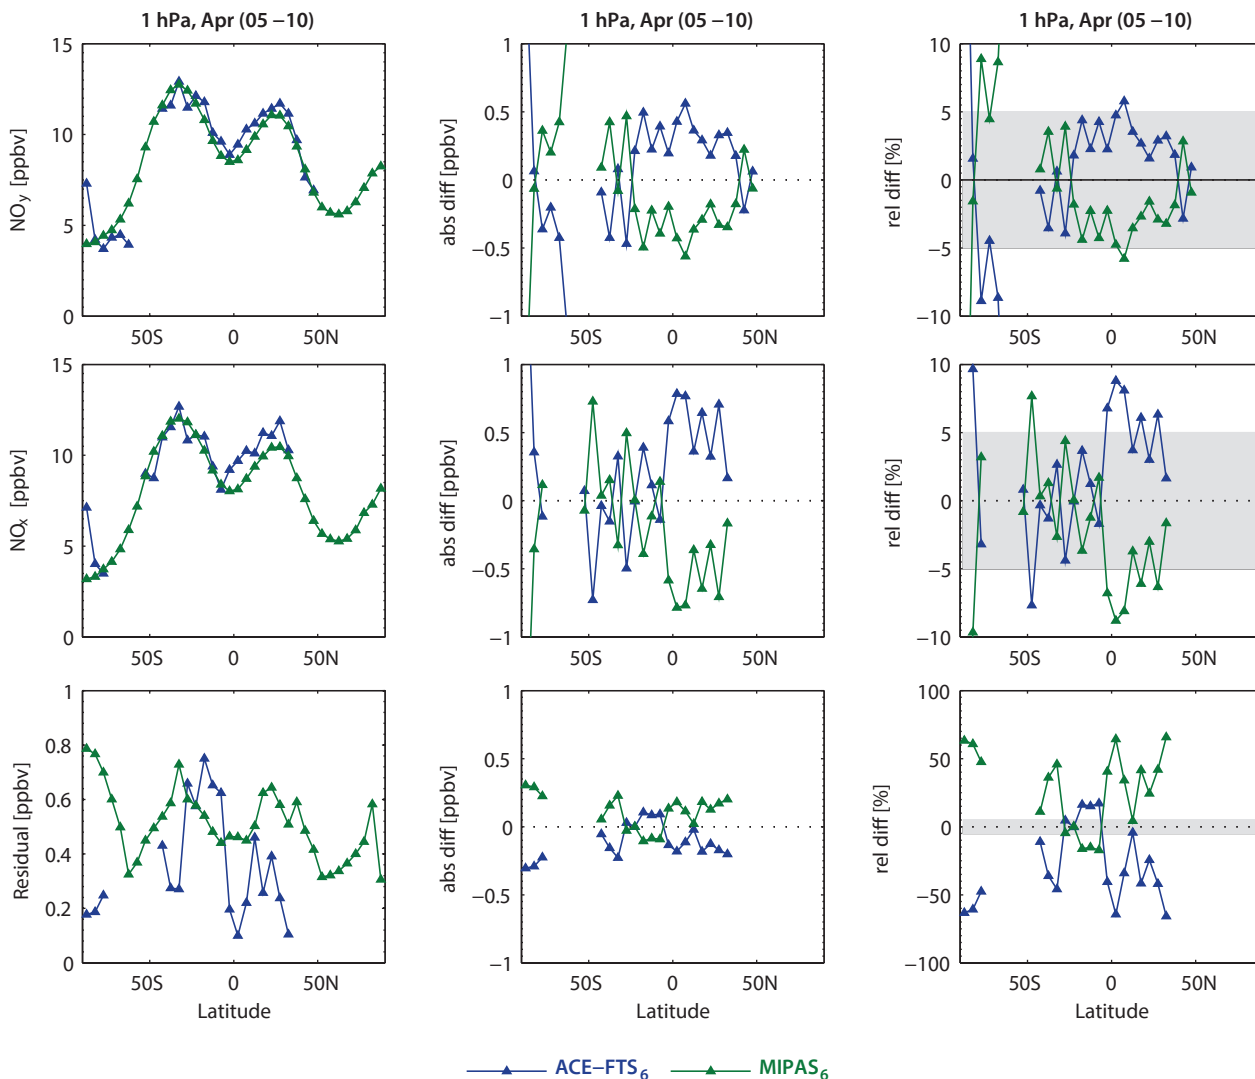 1 hPa, Apr (05 −10)
1 hPa, Apr (05 −10)
1 hPa, Apr (05 −10)
NOy [ppbv]
15
10
5
0
50S 0 50N
abs diff [ppbv]
1
0.5
0
−0.5
−1
50S 0 50N
rel diff [%]
10
5
0
−5
−10
50S 0 50N
NOx [ppbv]
15
10
5
0
50S 0 50N
abs diff [ppbv]
1
0.5
0
−0.5
−1
50S 0 50N
rel diff [%]
10
5
0
−5
−10
50S 0 50N
Residual [ppbv]
1
0.8
0.6
0.4
0.2
0
50S 0 50N
Latitude
abs diff [ppbv]
1
0.5
0
−0.5
−1
50S 0 50N
Latitude
rel diff [%]
100
50
0
−50
−100
50S 0 50N
Latitude
ACE−FTS6 MIPAS6